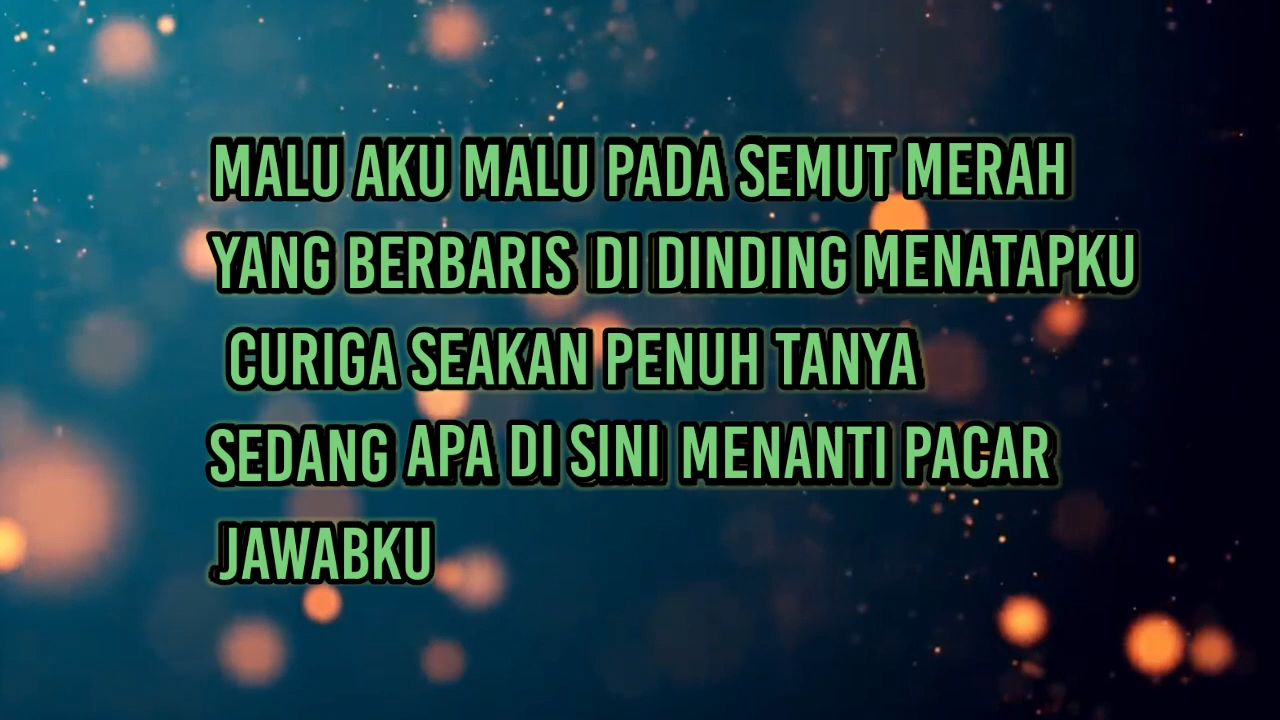 MALU AKU MALU PADA SEMUT MERAH
YANG BERBARIS DI DINDING MENATAPKU
CURIGA SEAKAN PENUH TANYA
SEDANG APA DI SINI MENANTI PACAR
JAWABKU